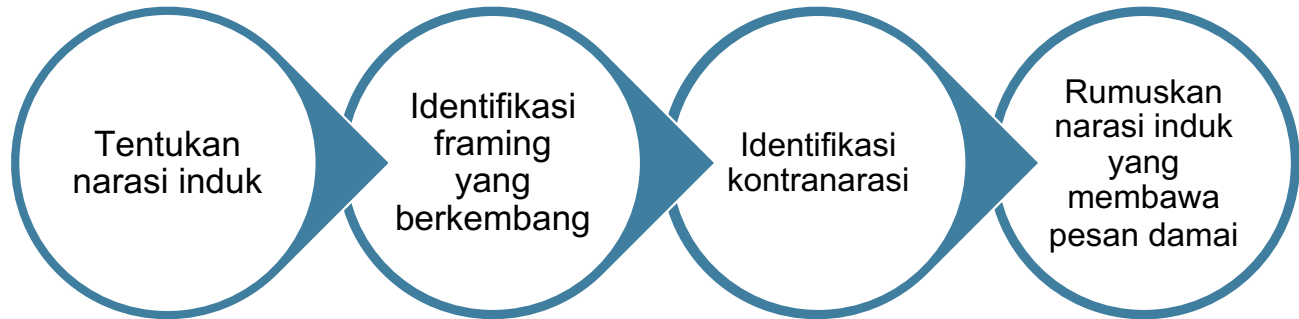 Tentukan
narasi induk
Identifikasi
framing
yang
berkembang
Identifikasi
kontranarasi
Rumuskan
narasi induk
yang
membawa
pesan damai